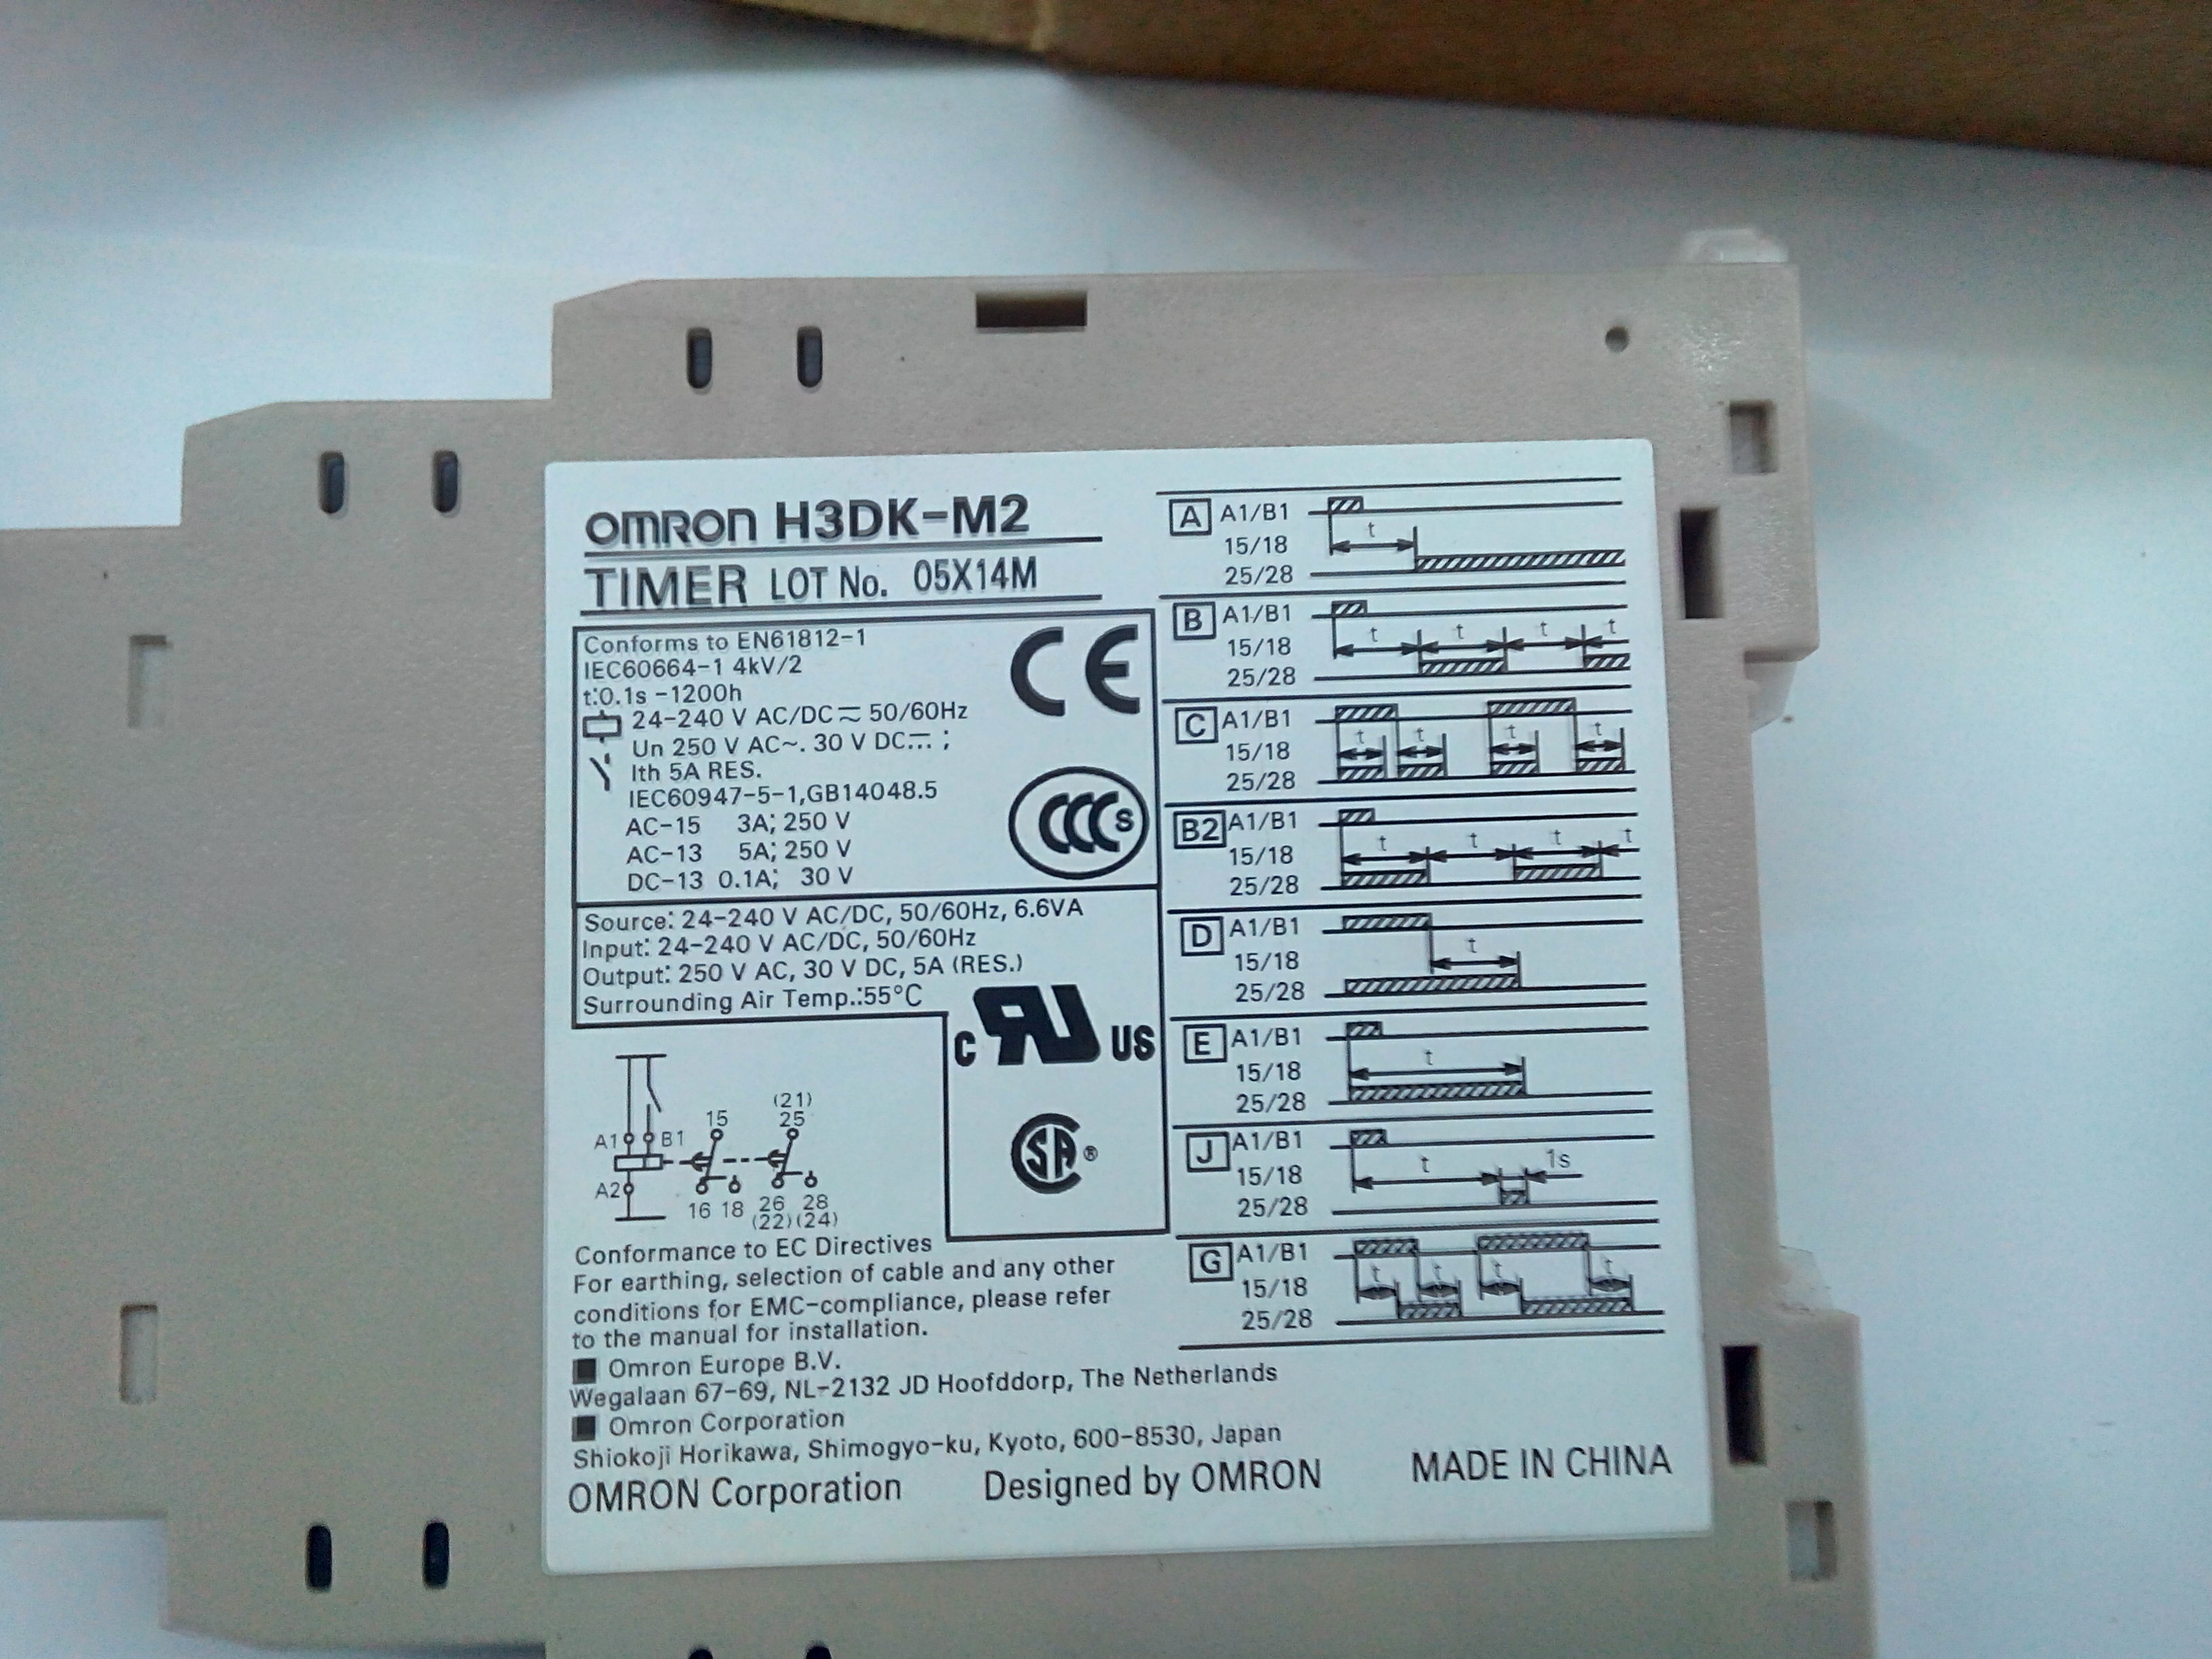 OMRON H3DK-M2
TIMER LOT No. 05X14M
Conforms to EN61812-1
IEC60664-1 4kV/2
t:0.1s -1200h
24-240 V AC/DC ≂ 50/60Hz
Un 250 V AC~. 30 V DC⎓ ;
Ith 5A RES.
IEC60947-5-1,GB14048.5
AC-15 3A; 250 V
AC-13 5A; 250 V
DC-13 0.1A; 30 V
CE
CCC S
Source: 24-240 V AC/DC, 50/60Hz, 6.6VA
Input: 24-240 V AC/DC, 50/60Hz
Output: 250 V AC, 30 V DC, 5A (RES.)
Surrounding Air Temp.:55°C
c RU US
SA ®
(21)
15 25
A1 B1
A2
16 18 26 28
(22)(24)
Conformance to EC Directives
For earthing, selection of cable and any other
conditions for EMC-compliance, please refer
to the manual for installation.
■ Omron Europe B.V.
Wegalaan 67-69, NL-2132 JD Hoofddorp, The Netherlands
■ Omron Corporation
Shiokoji Horikawa, Shimogyo-ku, Kyoto, 600-8530, Japan
OMRON Corporation Designed by OMRON MADE IN CHINA
A A1/B1
t
15/18
25/28
B A1/B1
t t t t
15/18
25/28
C A1/B1
t t t t
15/18
25/28
B2 A1/B1
t t t t
15/18
25/28
D A1/B1
t
15/18
25/28
E A1/B1
t
15/18
25/28
J A1/B1
t 1s
15/18
25/28
G A1/B1
t t t t
15/18
25/28